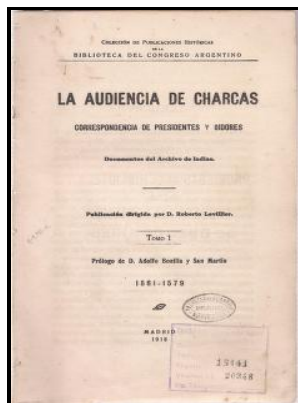 COLECCIÓN DE PUBLICACIONES HISTÓRICAS
DE LA
BIBLIOTECA DEL CONGRESO ARGENTINO
LA AUDIENCIA DE CHARCAS
CORRESPONDENCIA DE PRESIDENTES Y OIDORES
Documentos del Archivo de Indias.
Publicación dirigida por D. Roberto Levillier.
TOMO I
Prólogo de D. Adolfo Bonilla y San Martín
1561-1579
MADRID
1918